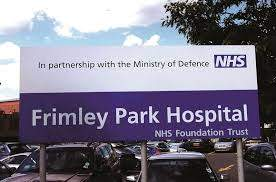 In partnership with the Ministry of Defence NHS
Frimley Park Hospital
NHS Foundation Trust